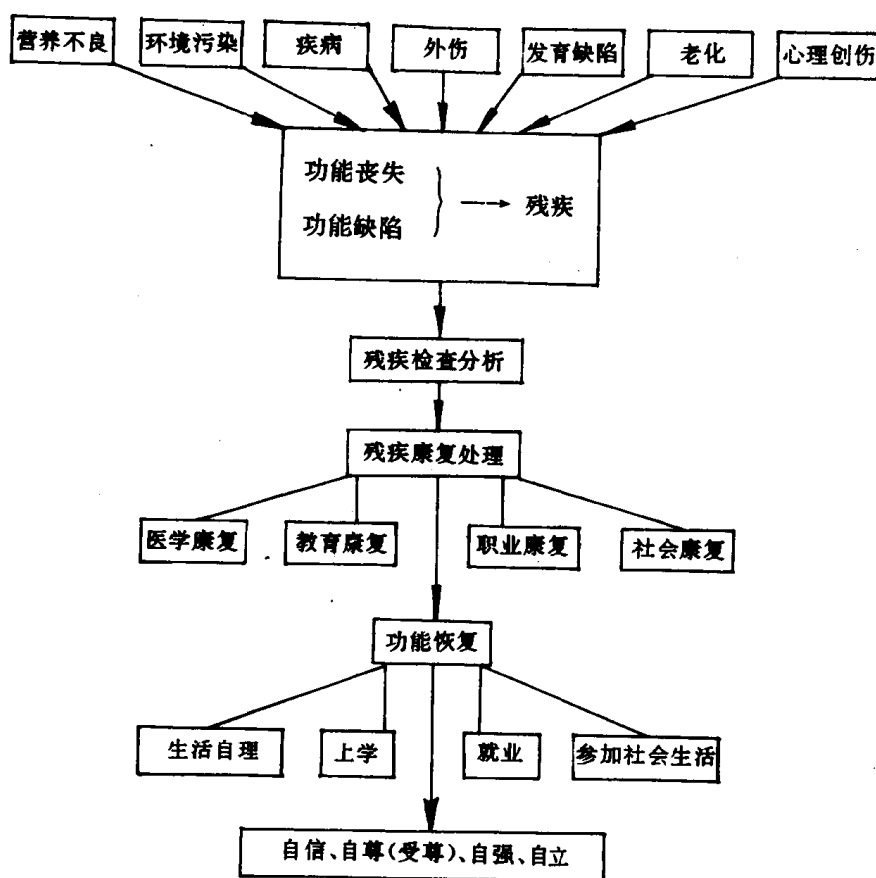 营养不良
环境污染
疾病
外伤
发育缺陷
老化
心理创伤
功能丧失
功能缺陷
残疾
残疾检查分析
残疾康复处理
医学康复
教育康复
职业康复
社会康复
功能恢复
生活自理
上学
就业
参加社会生活
自信、自尊(受尊)、自强、自立